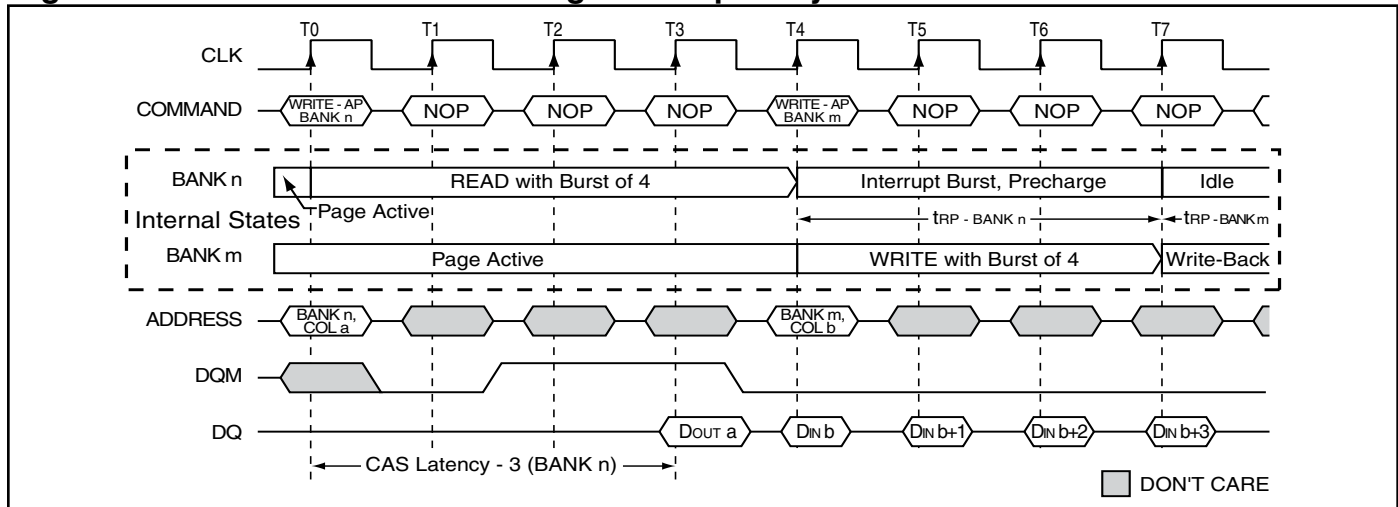 T0 T1 T2 T3 T4 T5 T6 T7
CLK
COMMAND WRITE - AP BANK n NOP NOP NOP WRITE - AP BANK m NOP NOP NOP
BANK n READ with Burst of 4 Interrupt Burst, Precharge Idle
Internal States Page Active tRP - BANK n tRP - BANK m
BANK m Page Active WRITE with Burst of 4 Write-Back
ADDRESS BANK n, COL a BANK m, COL b
DQM
DQ DOUT a DIN b DIN b+1 DIN b+2 DIN b+3
CAS Latency - 3 (BANK n)
DON'T CARE